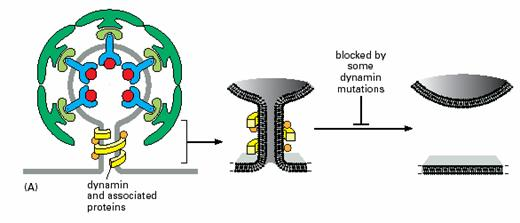 blocked by
some
dynamin
mutations
(A)
dynamin
and associated
proteins